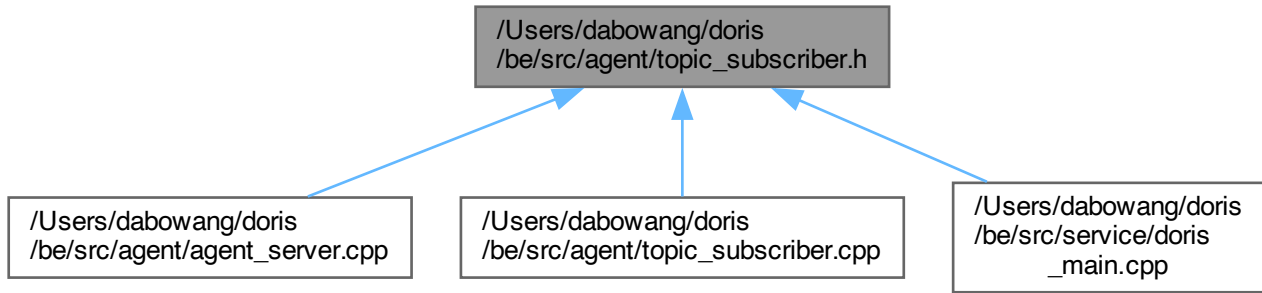 /Users/dabowang/doris
/be/src/agent/topic_subscriber.h
/Users/dabowang/doris
/be/src/agent/agent_server.cpp
/Users/dabowang/doris
/be/src/agent/topic_subscriber.cpp
/Users/dabowang/doris
/be/src/service/doris
_main.cpp